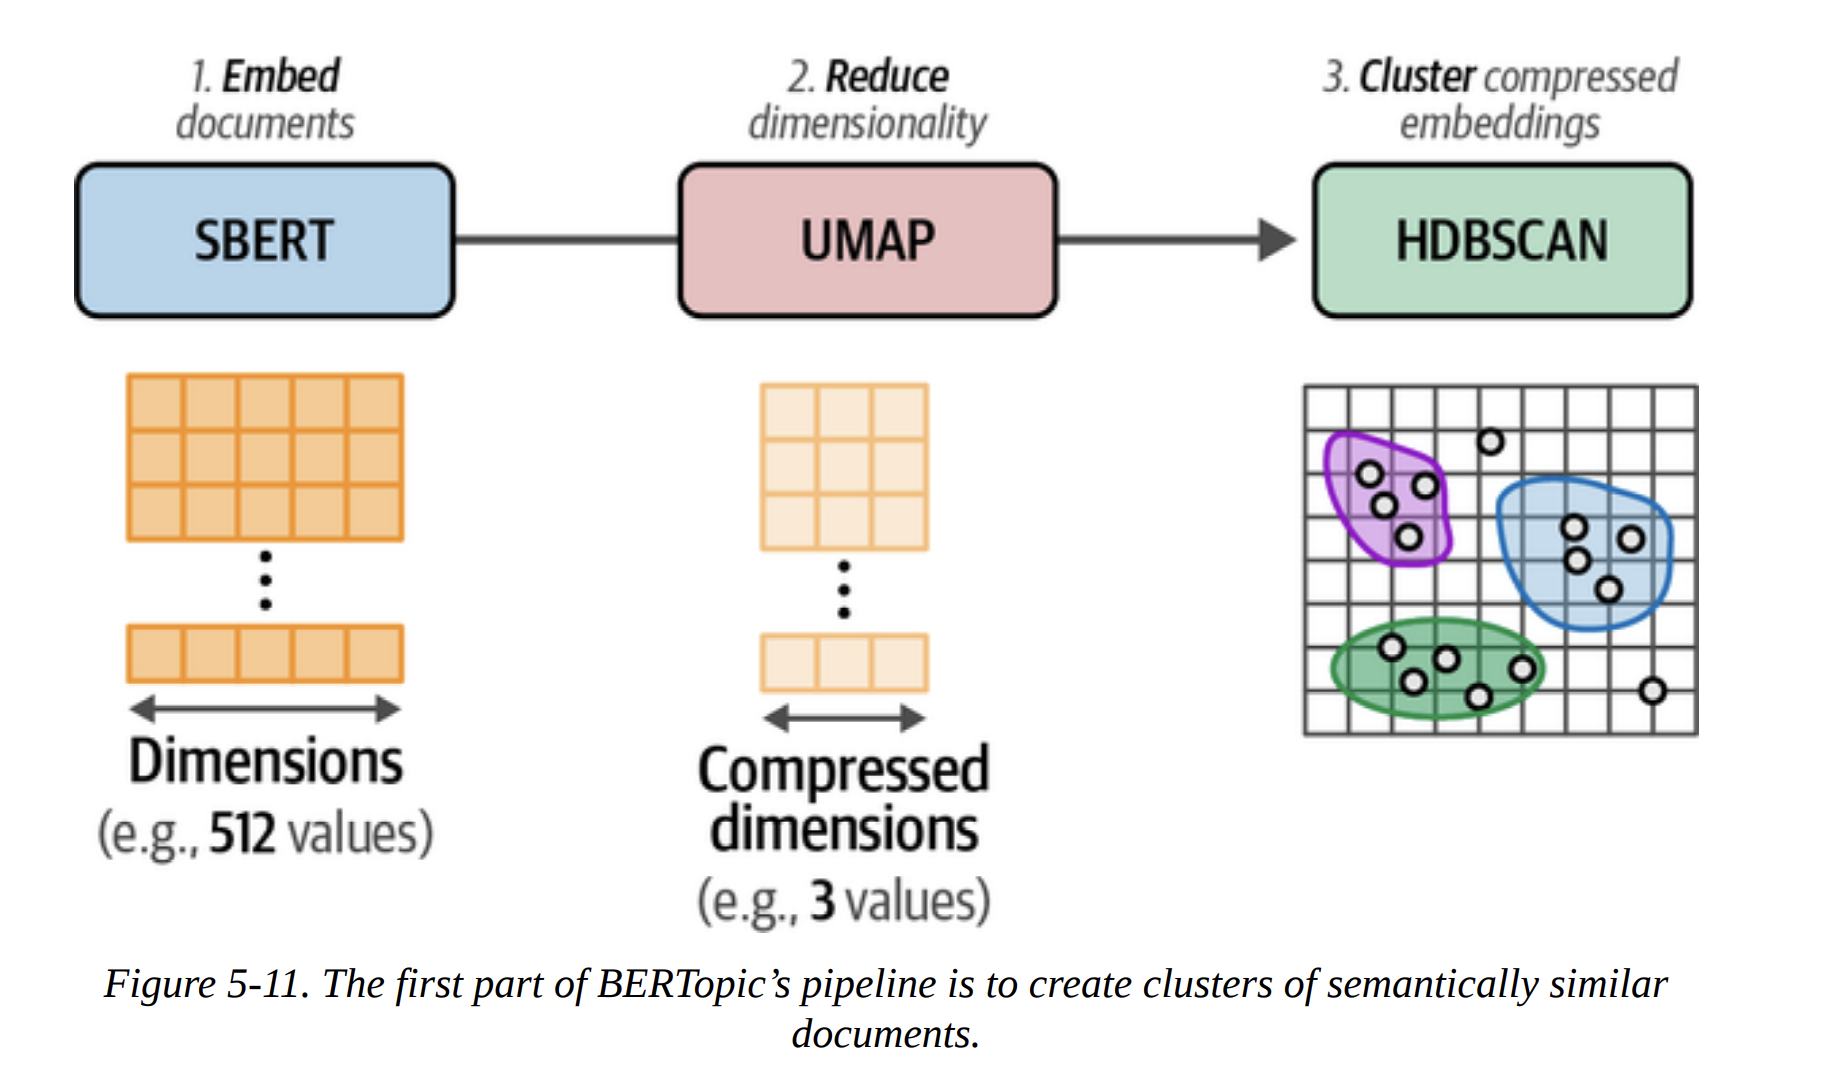 1. Embed
documents
2. Reduce
dimensionality
3. Cluster compressed
embeddings
SBERT
UMAP
HDBSCAN
Dimensions
(e.g., 512 values)
Compressed
dimensions
(e.g., 3 values)
Figure 5-11. The first part of BERTopic’s pipeline is to create clusters of semantically similar
documents.